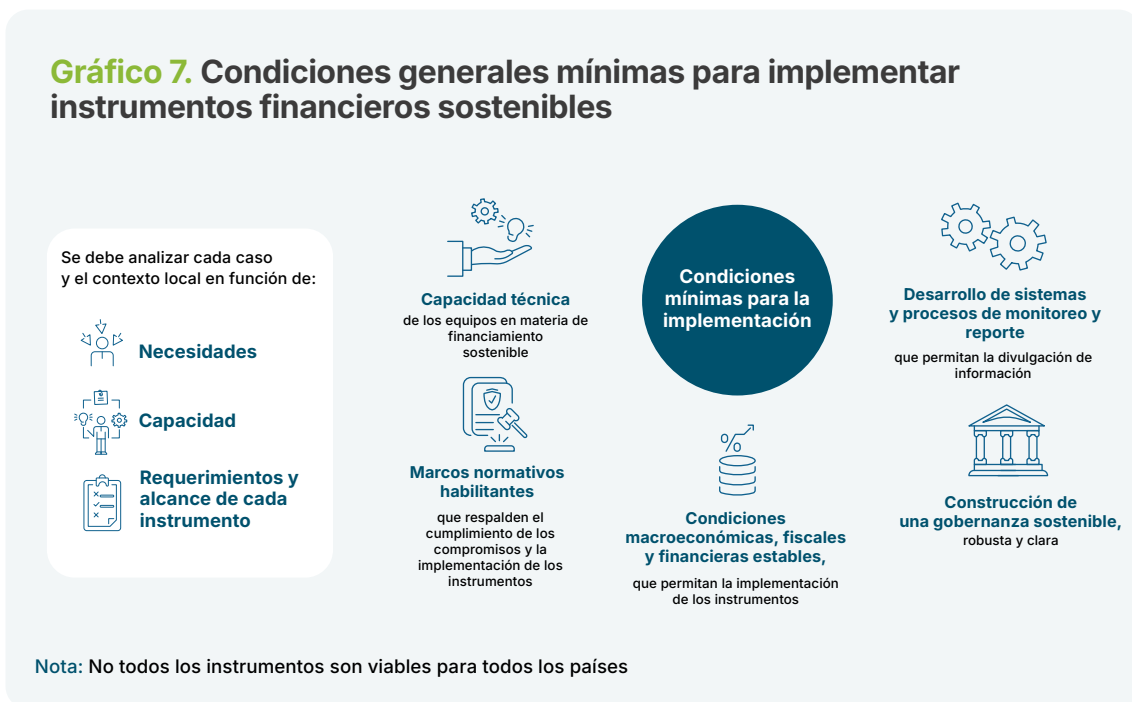 Gráfico 7. Condiciones generales mínimas para implementar
instrumentos financieros sostenibles
Se debe analizar cada caso
y el contexto local en función de:
Necesidades
Capacidad
Requerimientos y
alcance de cada
instrumento
Capacidad técnica
de los equipos en materia de
financiamiento
sostenible
Marcos normativos
habilitantes
que respalden el
cumplimiento de los
compromisos y la
implementación de los
instrumentos
Condiciones
mínimas para la
implementación
%
Condiciones
macroeconómicas, fiscales
y financieras estables,
que permitan la implementación
de los instrumentos
Desarrollo de sistemas
y procesos de monitoreo y
reporte
que permitan la divulgación de
información
Construcción de
una gobernanza sostenible,
robusta y clara
Nota: No todos los instrumentos son viables para todos los países